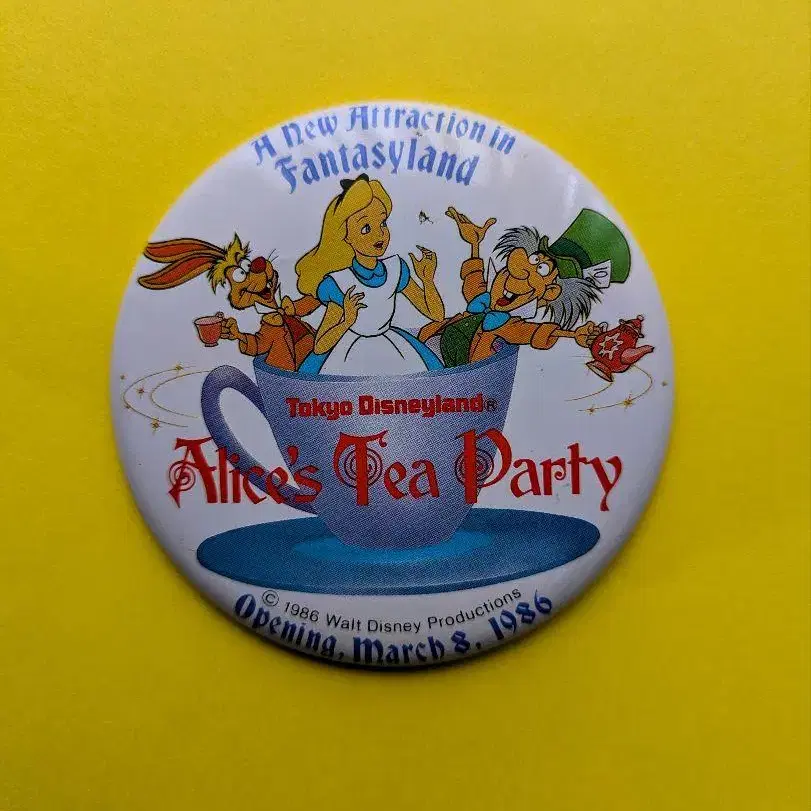 A New Attraction in
Fantasyland
Tokyo Disneyland®
Alice's Tea Party
© 1986 Walt Disney Productions
Opening, March 8, 1986